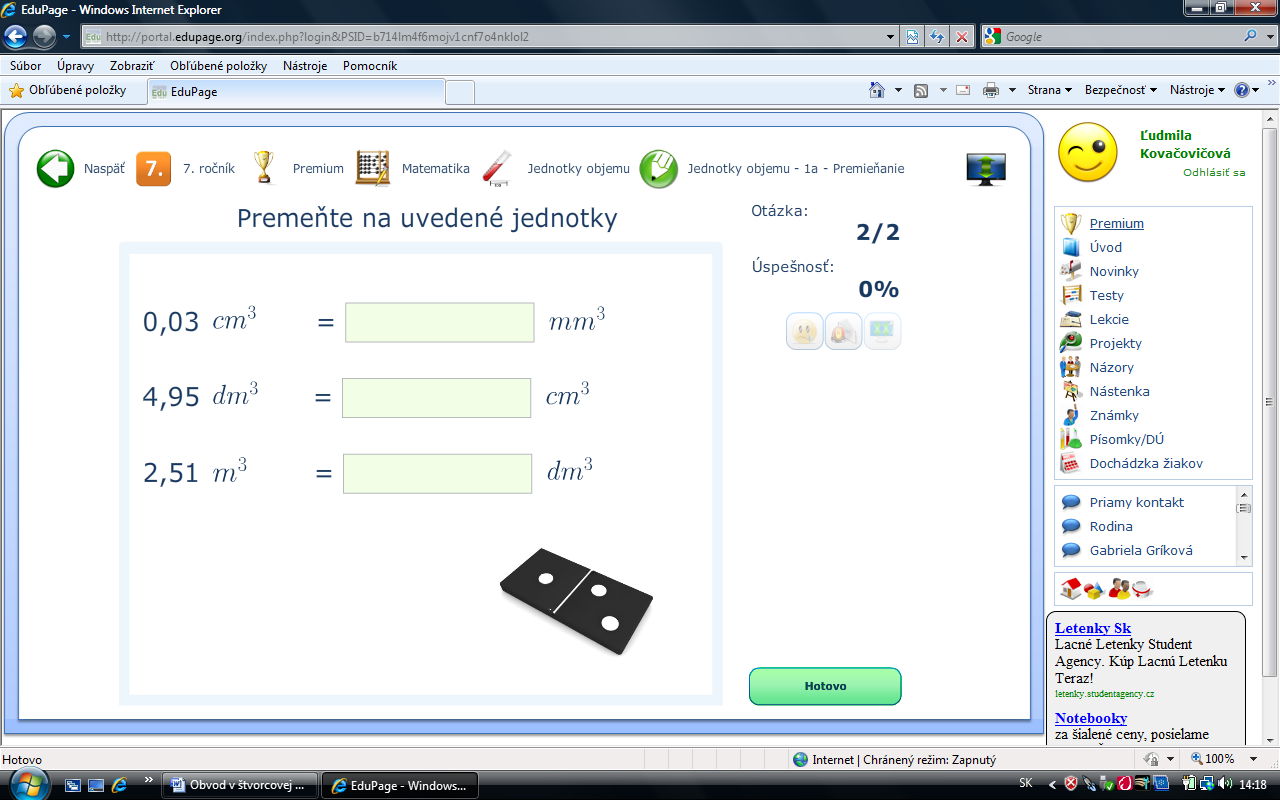 EduPage - Windows Internet Explorer
http://portal.edupage.org/index.php?login&PSID=b714lm4f6mojv1cnf7o4nklol2
Google
Súbor Úpravy Zobraziť Obľúbené položky Nástroje Pomocník
Obľúbené položky EduPage Strana Bezpečnosť Nástroje
Naspäť 7. 7. ročník Premium Matematika Jednotky objemu Jednotky objemu - 1a - Premieňanie
Premeňte na uvedené jednotky
0,03 cm³ = mm³
4,95 dm³ = cm³
2,51 m³ = dm³
Otázka:
2/2
Úspešnosť:
0%
Hotovo
Ľudmila
Kovačovičová
Odhlásiť sa
Premium
Úvod
Novinky
Testy
Lekcie
Projekty
Názory
Nástenka
Známky
Písomky/DÚ
Dochádzka žiakov
Priamy kontakt
Rodina
Gabriela Gríková
Letenky Sk
Lacné Letenky Student
Agency. Kúp Lacnú Letenku
Teraz!
letenky.studentagency.cz
Notebooky
za šialené ceny, posielame
Hotovo Internet | Chránený režim: Zapnutý 100%
Obvod v štvorcovej ... EduPage - Windows... SK 14:18